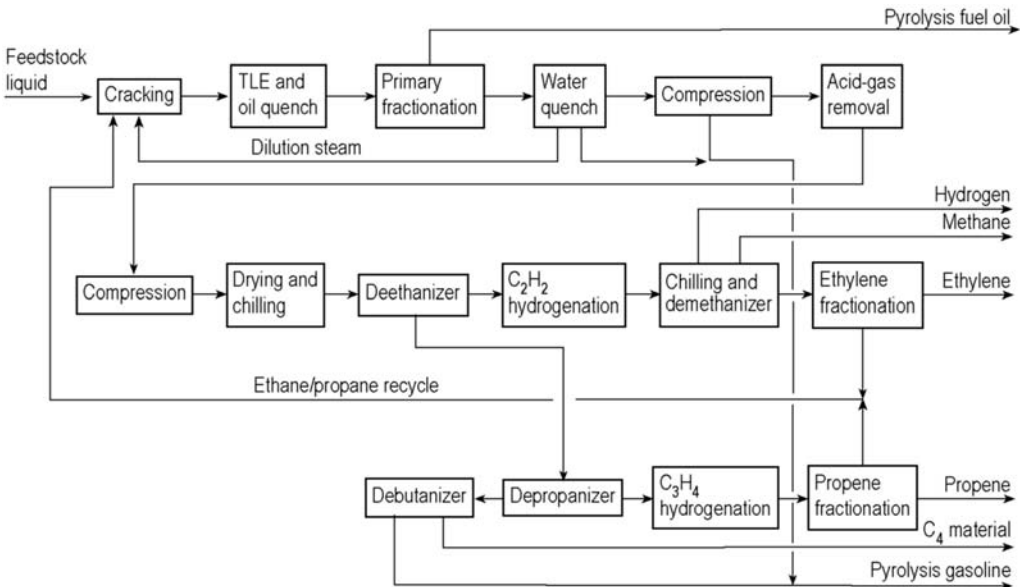 Pyrolysis fuel oil
Feedstock
liquid
Cracking
TLE and
oil quench
Primary
fractionation
Water
quench
Compression
Acid-gas
removal
Dilution steam
Hydrogen
Methane
Compression
Drying and
chilling
Deethanizer
C₂H₂
hydrogenation
Chilling and
demethanizer
Ethylene
fractionation
Ethylene
Ethane/propane recycle
Debutanizer
Depropanizer
C₃H₄
hydrogenation
Propene
fractionation
Propene
C₄ material
Pyrolysis gasoline